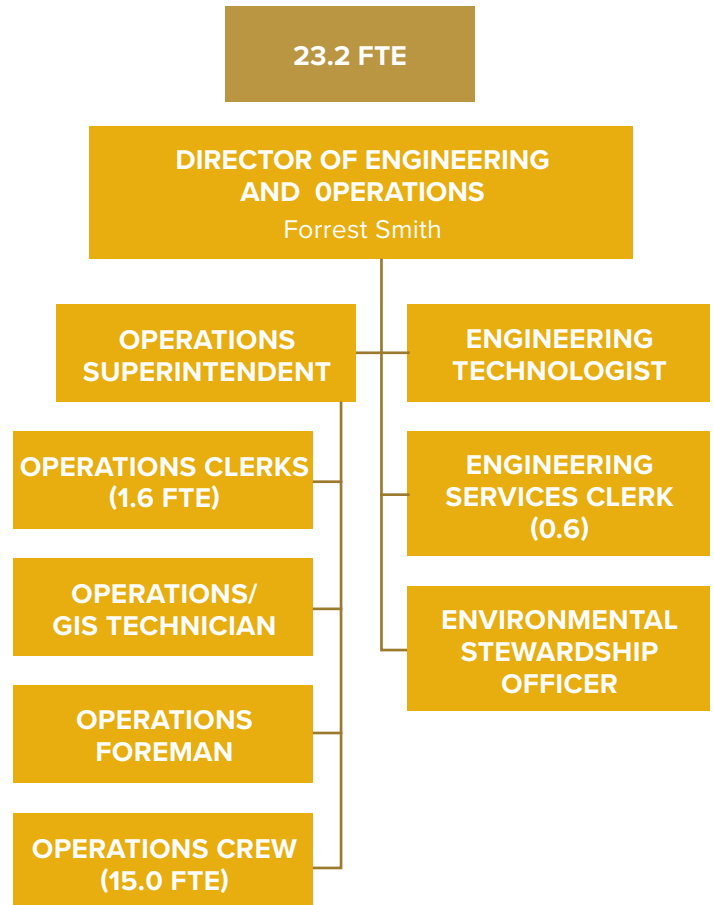 23.2 FTE
DIRECTOR OF ENGINEERING
AND 0PERATIONS
Forrest Smith
OPERATIONS
SUPERINTENDENT
ENGINEERING
TECHNOLOGIST
OPERATIONS CLERKS
(1.6 FTE)
ENGINEERING
SERVICES CLERK
(0.6)
OPERATIONS/
GIS TECHNICIAN
ENVIRONMENTAL
STEWARDSHIP
OFFICER
OPERATIONS
FOREMAN
OPERATIONS CREW
(15.0 FTE)